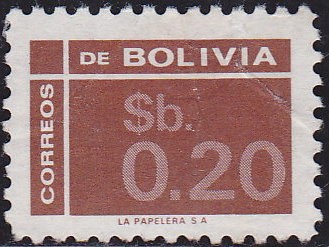 CORREOS
DE BOLIVIA
$b.
0.20
LA PAPELERA S.A